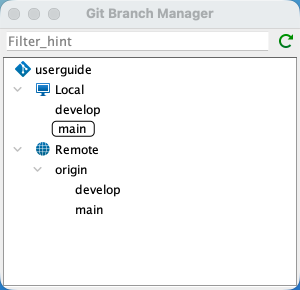 Git Branch Manager
Filter_hint
userguide
Local
develop
main
Remote
origin
develop
main